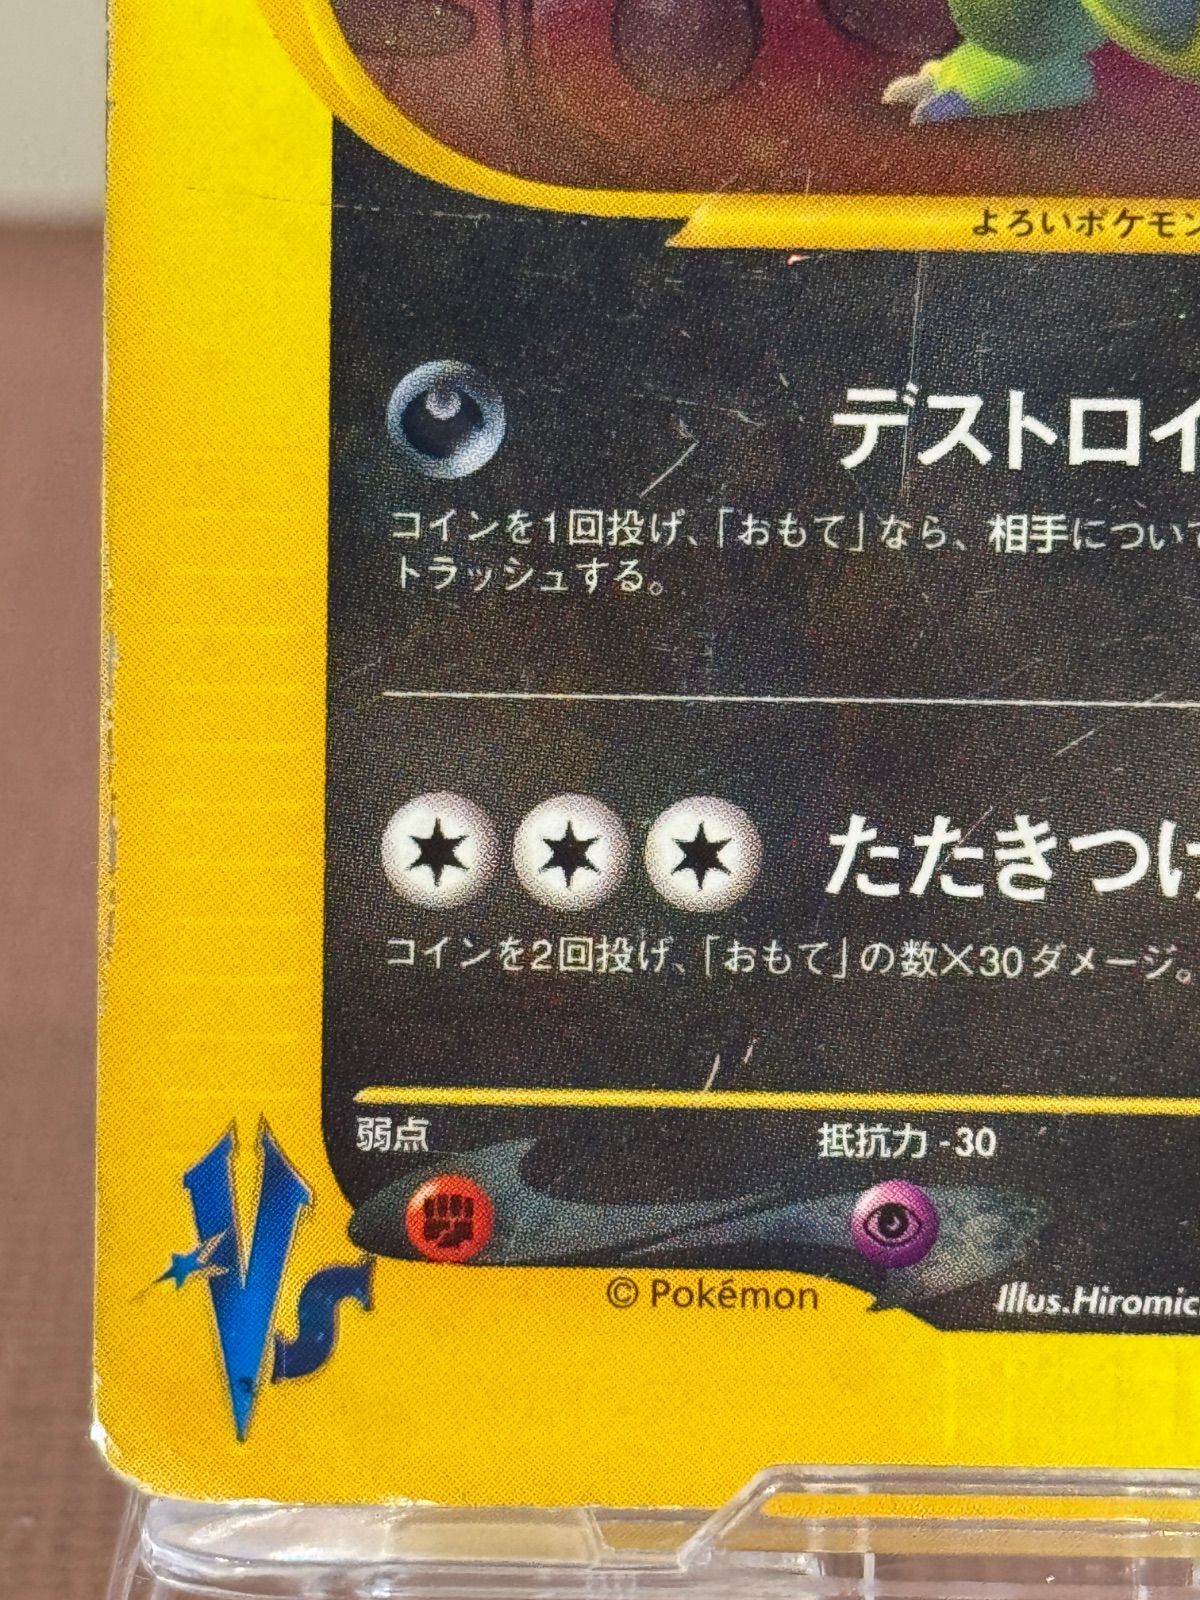 よろいポケモン
デストロイ
コインを1回投げ、「おもて」なら、相手につい
トラッシュする。
たたきつけ
コインを2回投げ、「おもて」の数×30ダメージ。
弱点
抵抗力 -30
VS
© Pokémon
Illus.Hiromic